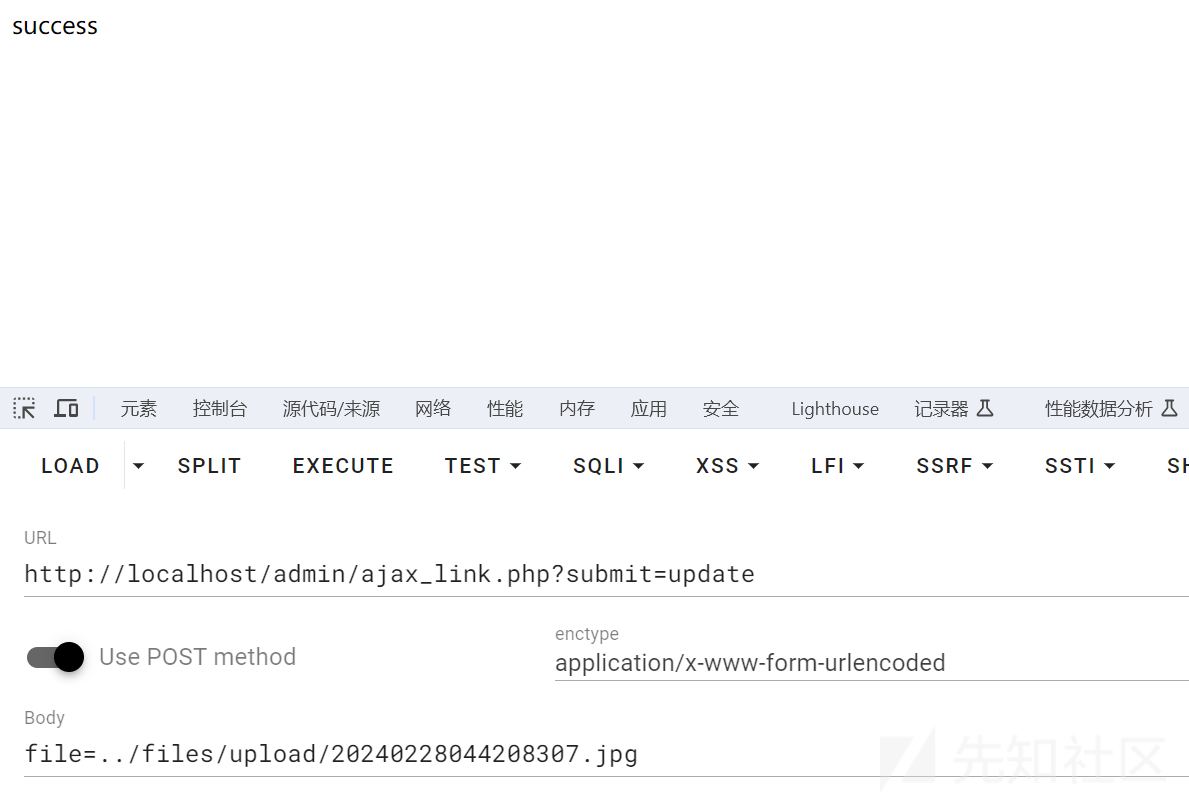 success
元素 控制台 源代码/来源 网络 性能 内存 应用 安全 Lighthouse 记录器 性能数据分析
LOAD SPLIT EXECUTE TEST SQLI XSS LFI SSRF SSTI SH
URL
http://localhost/admin/ajax_link.php?submit=update
enctype
Use POST method
application/x-www-form-urlencoded
Body
file=../files/upload/20240228044208307.jpg
先知社区